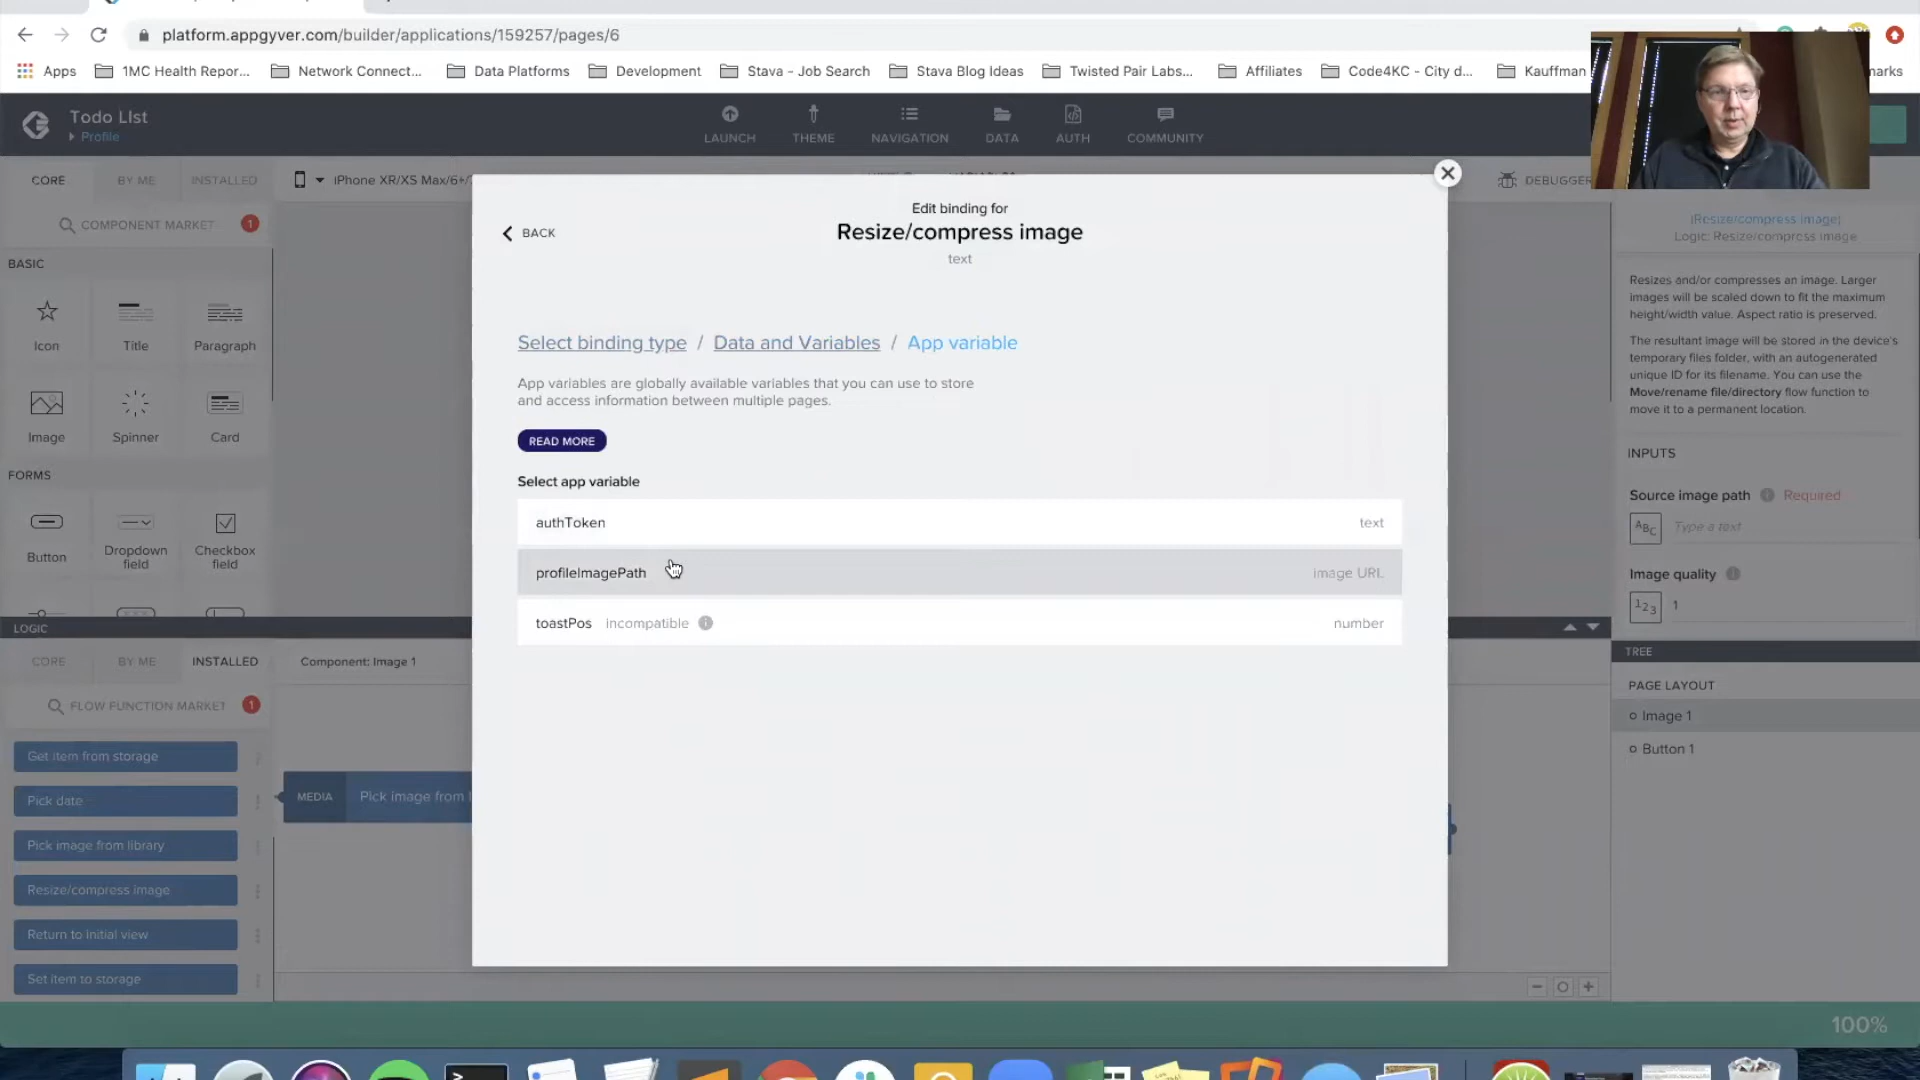 platform.appgyver.com/builder/applications/159257/pages/6
Apps
1MC Health Repor...
Network Connect...
Data Platforms
Development
Stava - Job Search
Stava Blog Ideas
Twisted Pair Labs...
Affiliates
Code4KC - City d...
Kauffman
marks
Todo LIst
Profile
LAUNCH
THEME
NAVIGATION
DATA
AUTH
COMMUNITY
CORE
BY ME
INSTALLED
iPhone XR/XS Max/6+/
DEBUGGER
COMPONENT MARKET
1
BASIC
Icon
Title
Paragraph
Image
Spinner
Card
FORMS
Button
Dropdown
field
Checkbox
field
BACK
Edit binding for
Resize/compress image
text
Select binding type / Data and Variables / App variable
App variables are globally available variables that you can use to store
and access information between multiple pages.
READ MORE
Select app variable
authToken
text
profileImagePath
image URL
toastPos
incompatible
number
(Resize/compress image)
Logic: Resize/compress image
Resizes and/or compresses an image. Larger
images will be scaled down to fit the maximum
height/width value. Aspect ratio is preserved.
The resultant image will be stored in the device's
temporary files folder, with an autogenerated
unique ID for its filename. You can use the
Move/rename file/directory flow function to
move it to a permanent location.
INPUTS
Source image path
Required
ABC
Type a text
Image quality
123
1
LOGIC
CORE
BY ME
INSTALLED
Component: Image 1
FLOW FUNCTION MARKET
1
Get item from storage
Pick date
Pick image from library
Resize/compress image
Return to initial view
Set item to storage
MEDIA
Pick image from l
TREE
PAGE LAYOUT
Image 1
Button 1
100%